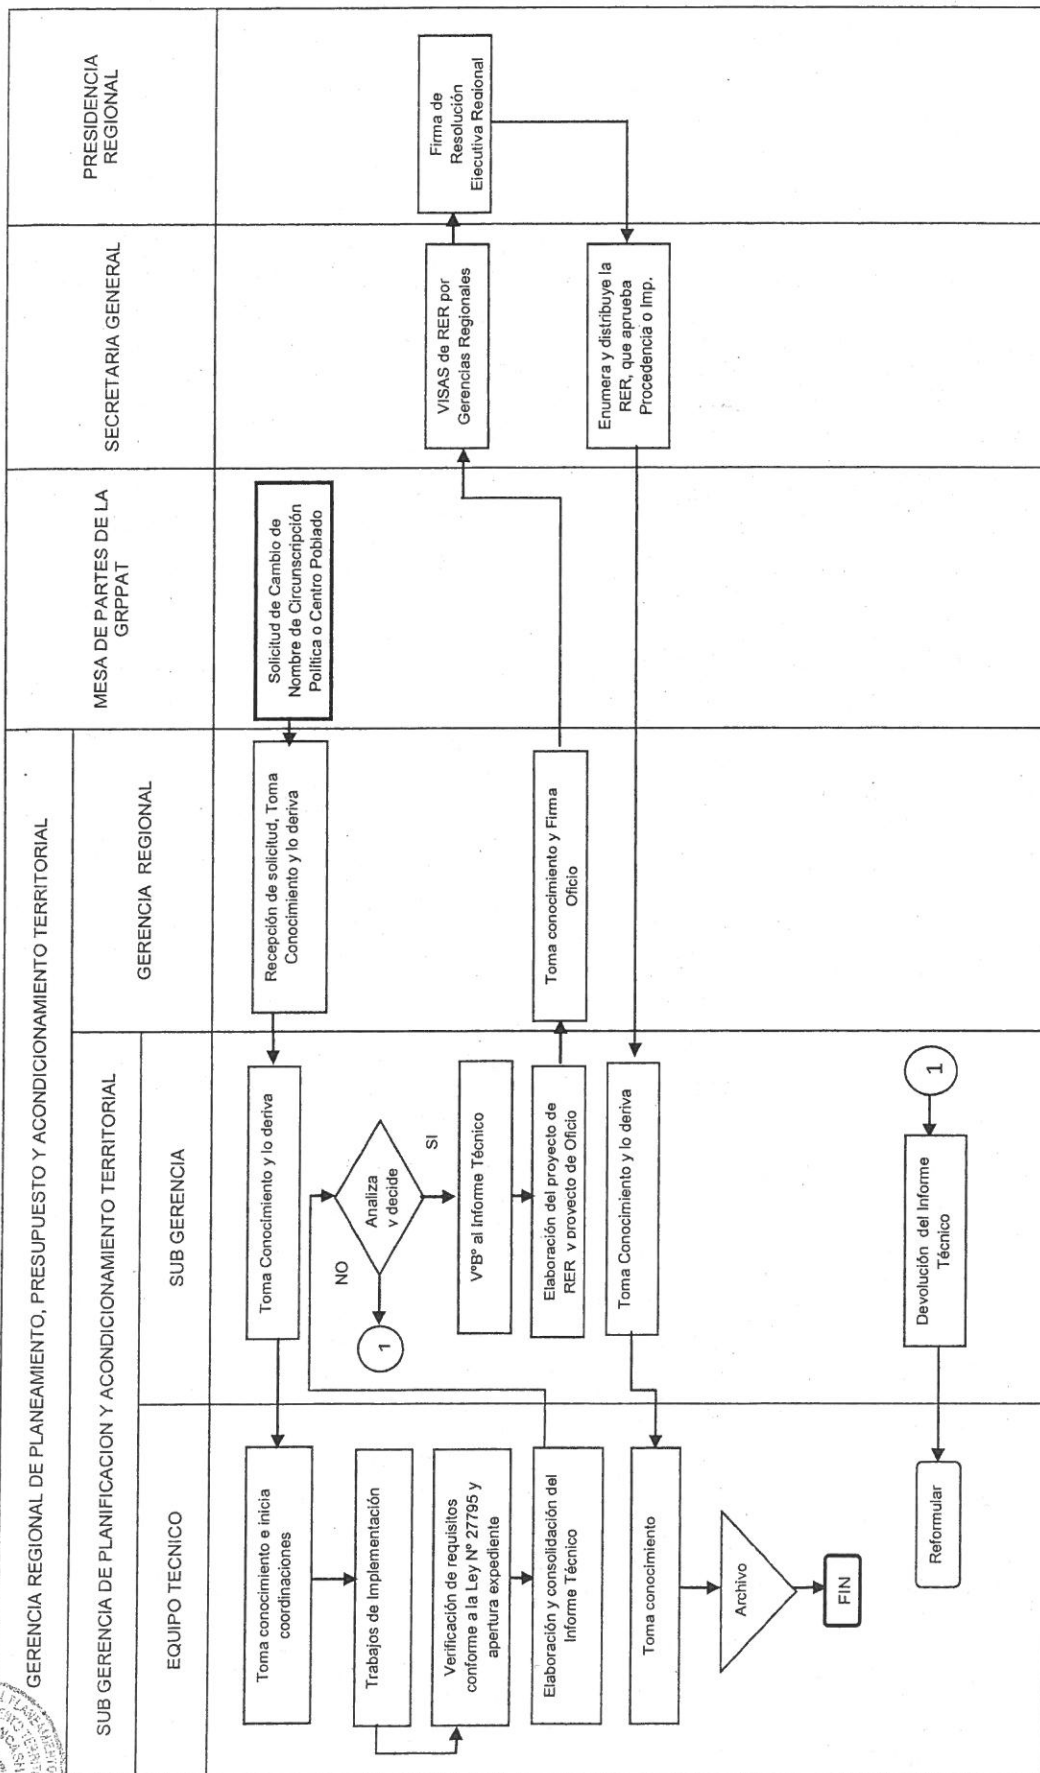 GERENCIA REGIONAL DE PLANEAMIENTO, PRESUPUESTO Y ACONDICIONAMIENTO TERRITORIAL
SUB GERENCIA DE PLANIFICACION Y ACONDICIONAMIENTO TERRITORIAL
EQUIPO TECNICO
SUB GERENCIA
GERENCIA REGIONAL
MESA DE PARTES DE LA
GRPPAT
SECRETARIA GENERAL
PRESIDENCIA
REGIONAL
Solicitud de Cambio de
Nombre de Circunscripción
Política o Centro Poblado
Recepción de solicitud, Toma
Conocimiento y lo deriva
Toma Conocimiento y lo deriva
Toma conocimiento e inicia
coordinaciones
Trabajos de Implementación
Verificación de requisitos
conforme a la Ley Nº 27795 y
apertura expediente
Elaboración y consolidación del
Informe Técnico
Analiza
y decide
NO
1
SI
VºBº al Informe Técnico
Elaboración del proyecto de
RER y proyecto de Oficio
Toma conocimiento y Firma
Oficio
VISAS de RER por
Gerencias Regionales
Firma de
Resolución
Ejecutiva Regional
Enumera y distribuye la
RER, que aprueba
Procedencia o Imp.
Toma Conocimiento y lo deriva
Toma conocimiento
Archivo
FIN
1
Devolución del Informe
Técnico
Reformular